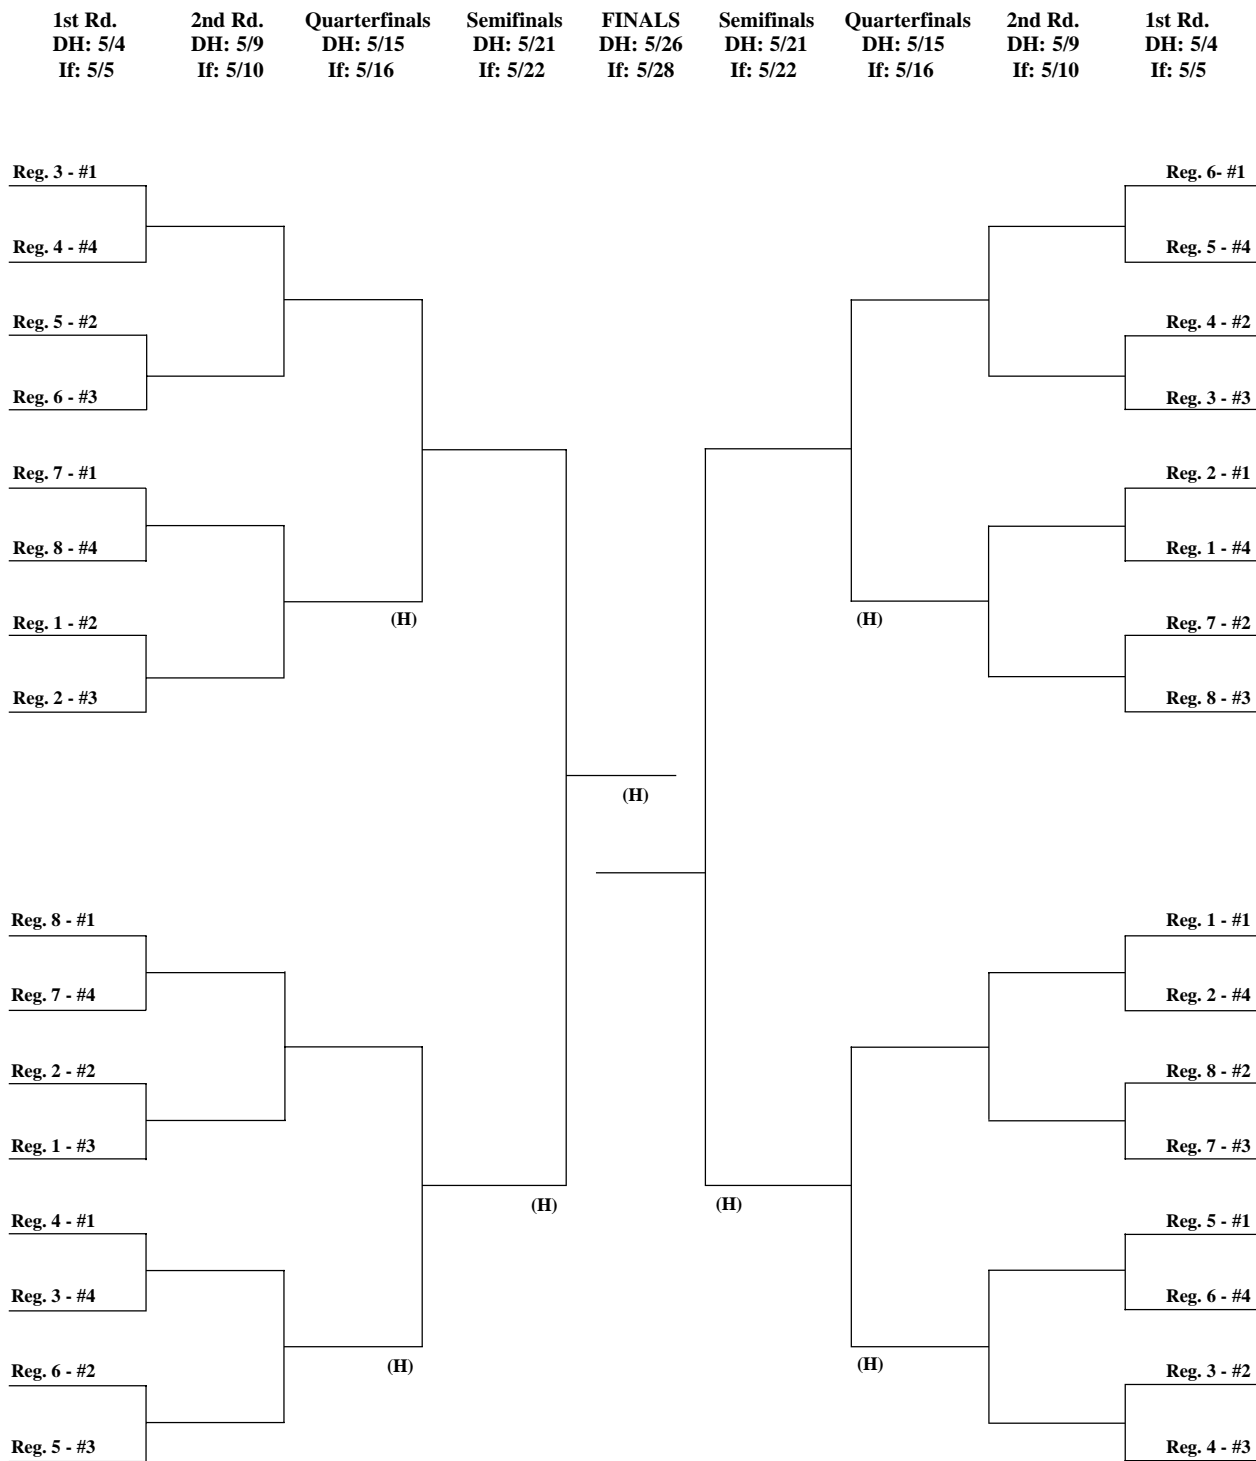 1st Rd. 2nd Rd. Quarterfinals Semifinals FINALS Semifinals Quarterfinals 2nd Rd. 1st Rd.
DH: 5/4 DH: 5/9 DH: 5/15 DH: 5/21 DH: 5/26 DH: 5/21 DH: 5/15 DH: 5/9 DH: 5/4
If: 5/5 If: 5/10 If: 5/16 If: 5/22 If: 5/28 If: 5/22 If: 5/16 If: 5/10 If: 5/5
Reg. 3 - #1 Reg. 6- #1
Reg. 4 - #4 Reg. 5 - #4
Reg. 5 - #2 Reg. 4 - #2
Reg. 6 - #3 Reg. 3 - #3
Reg. 7 - #1 Reg. 2 - #1
Reg. 8 - #4 Reg. 1 - #4
Reg. 1 - #2 (H) (H) Reg. 7 - #2
Reg. 2 - #3 Reg. 8 - #3
(H)
Reg. 8 - #1 Reg. 1 - #1
Reg. 7 - #4 Reg. 2 - #4
Reg. 2 - #2 Reg. 8 - #2
Reg. 1 - #3 Reg. 7 - #3
(H) (H)
Reg. 4 - #1 Reg. 5 - #1
Reg. 3 - #4 Reg. 6 - #4
Reg. 6 - #2 (H) (H) Reg. 3 - #2
Reg. 5 - #3 Reg. 4 - #3